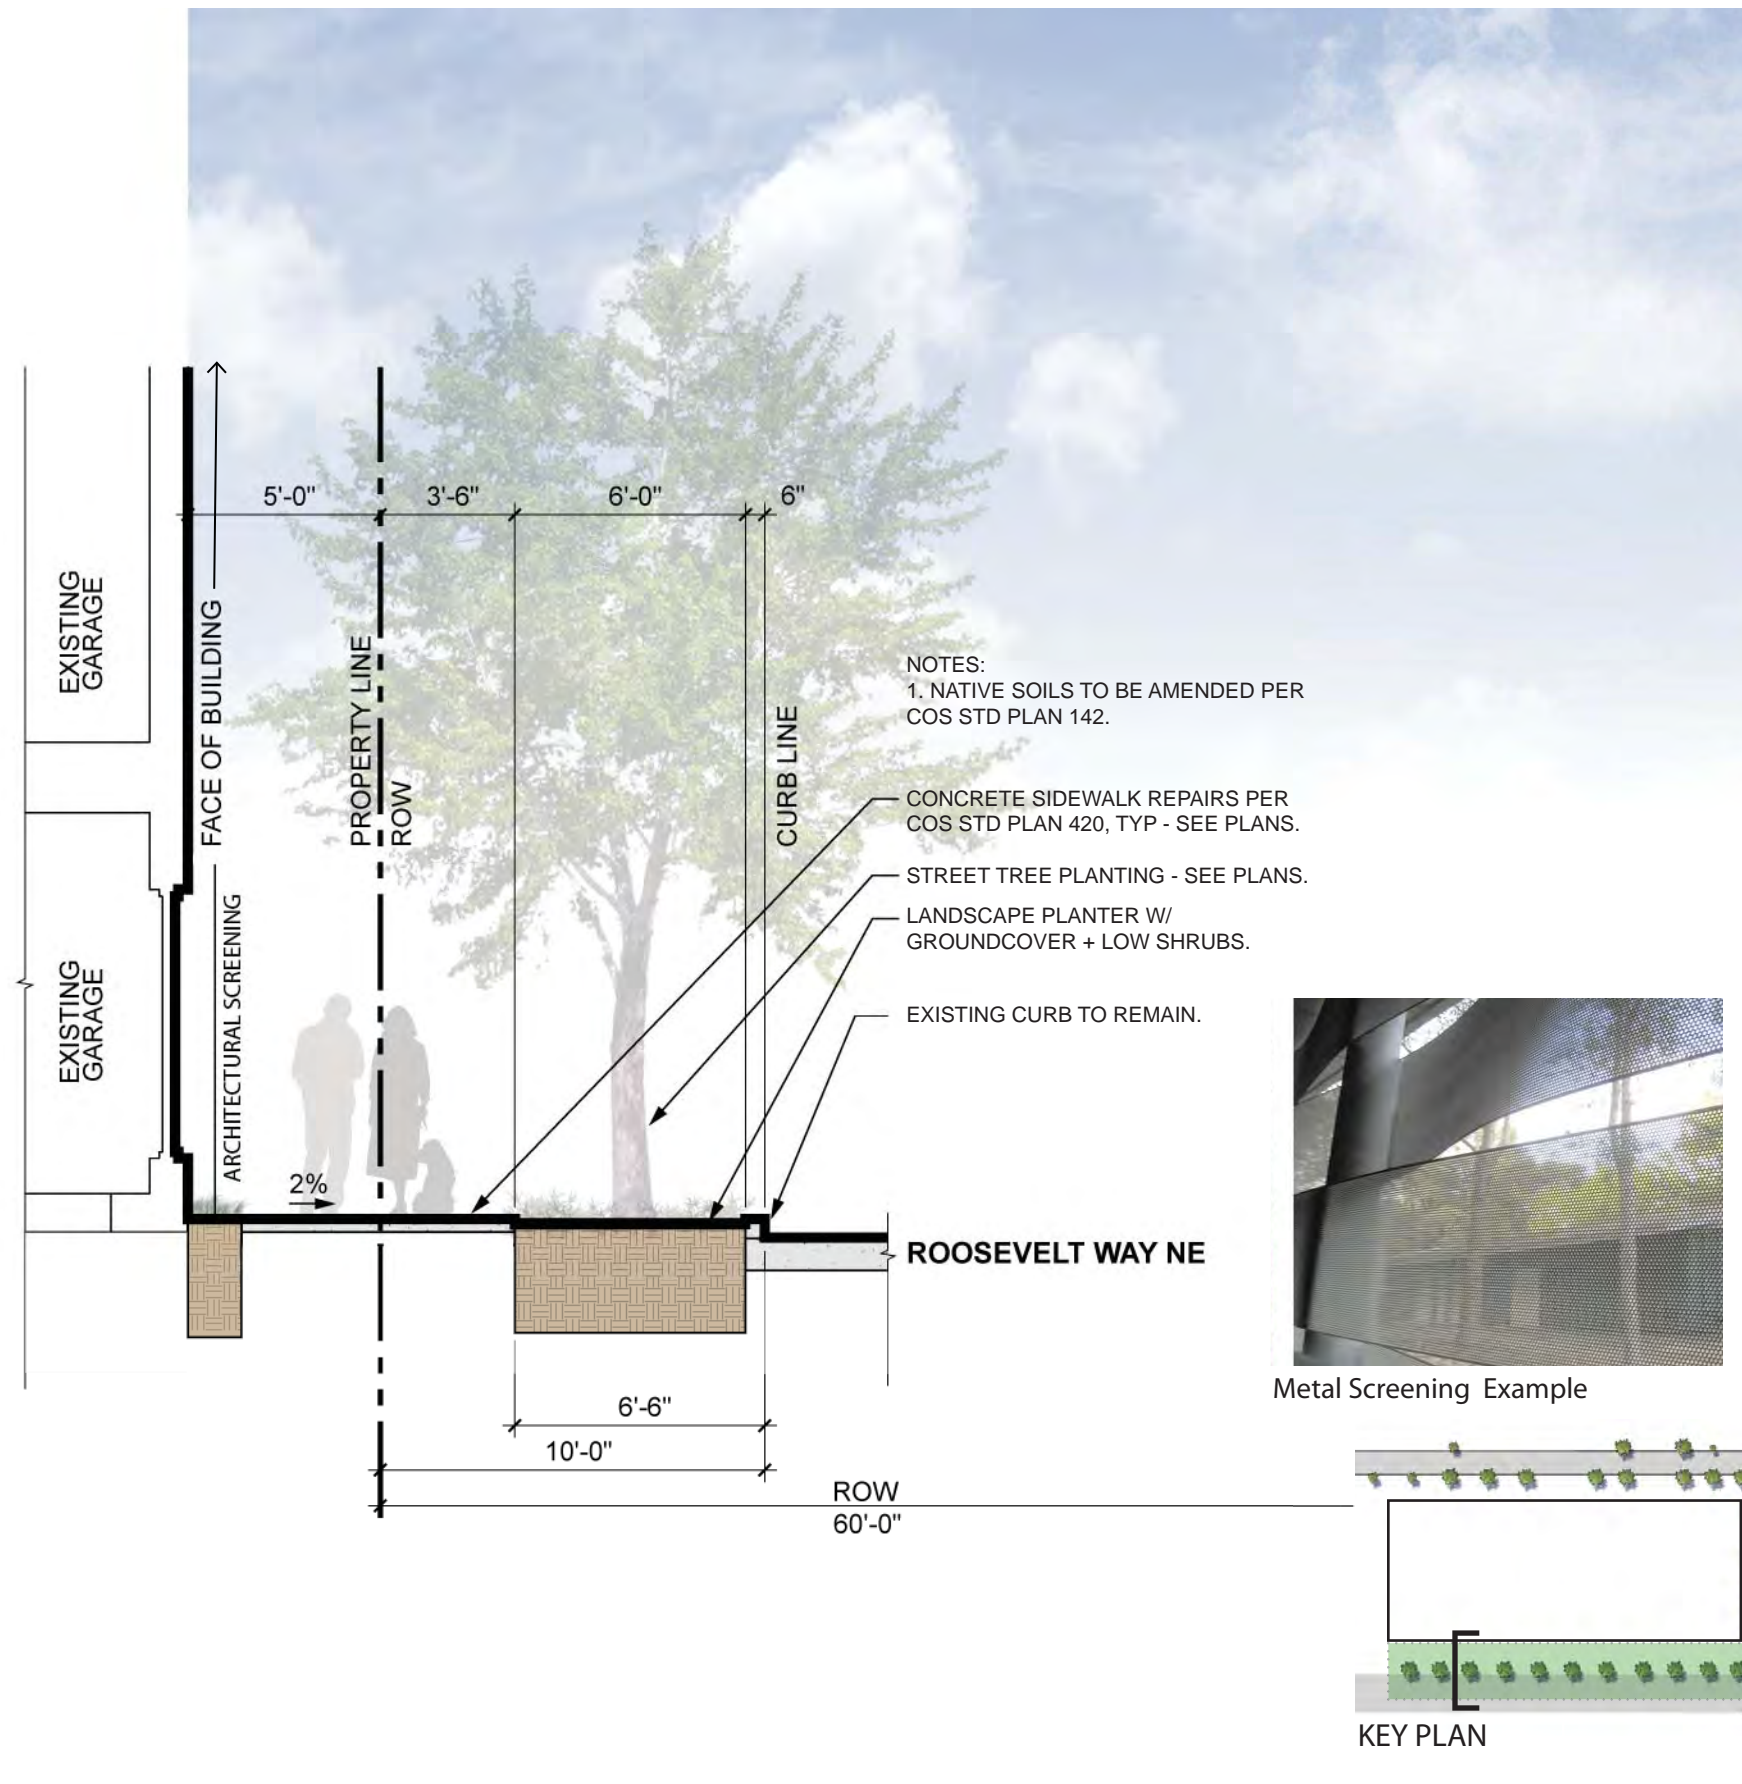 5'-0"
3'-6"
6'-0"
6"
EXISTING
GARAGE
FACE OF BUILDING
PROPERTY LINE
ROW
CURB LINE
NOTES:
1. NATIVE SOILS TO BE AMENDED PER
COS STD PLAN 142.
CONCRETE SIDEWALK REPAIRS PER
COS STD PLAN 420, TYP - SEE PLANS.
STREET TREE PLANTING - SEE PLANS.
LANDSCAPE PLANTER W/
GROUNDCOVER + LOW SHRUBS.
EXISTING CURB TO REMAIN.
EXISTING
GARAGE
ARCHITECTURAL SCREENING
2%
ROOSEVELT WAY NE
Metal Screening Example
6'-6"
10'-0"
ROW
60'-0"
KEY PLAN